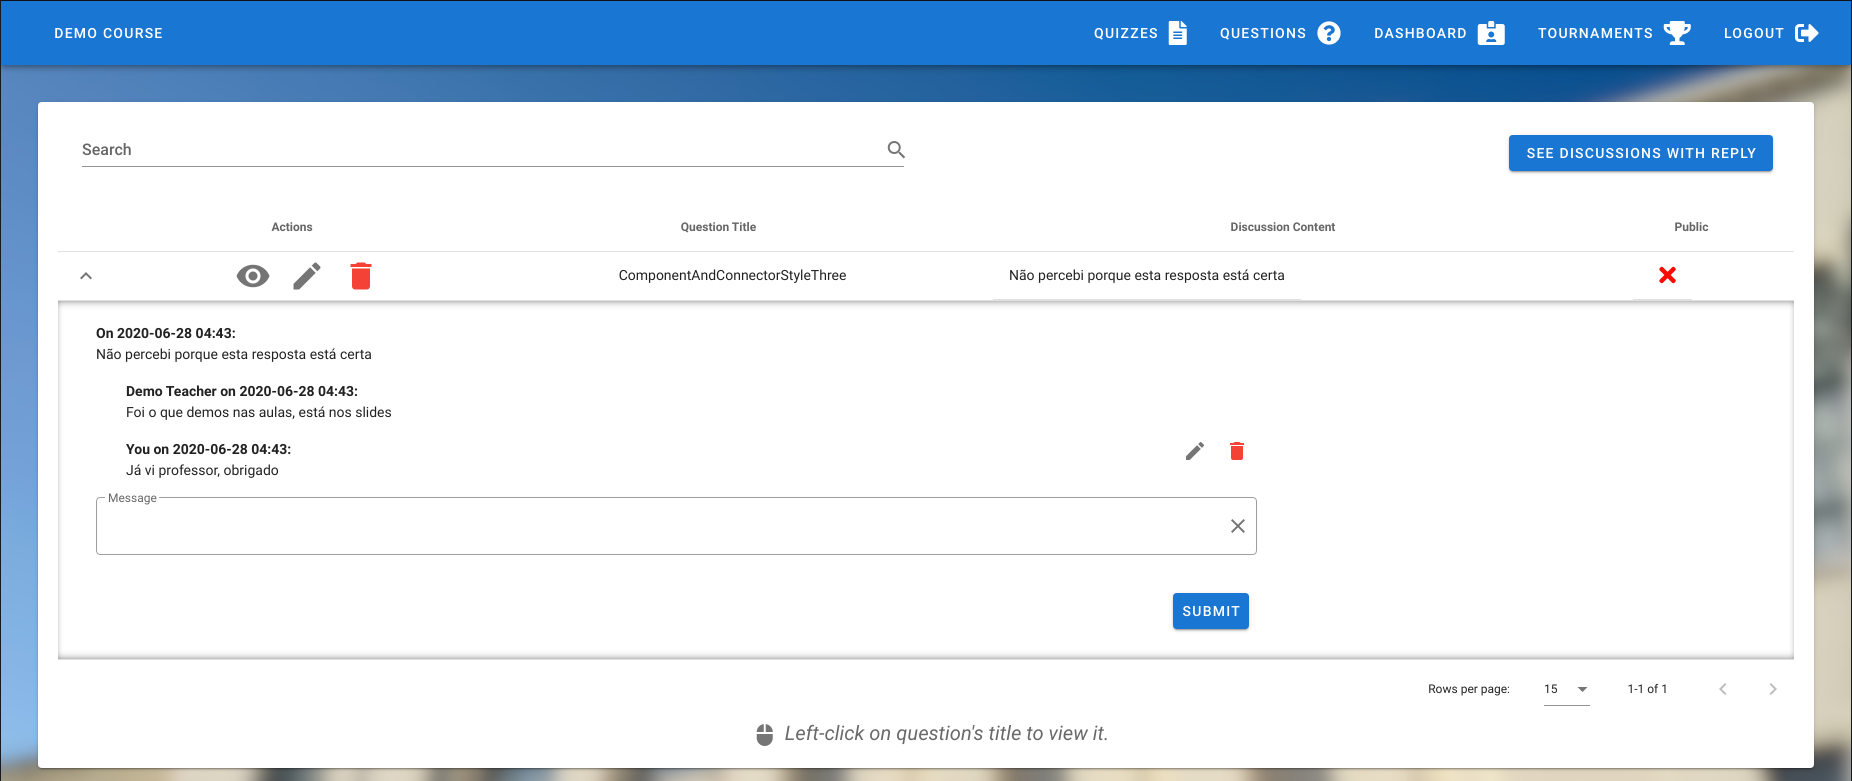 DEMO COURSE
QUIZZES QUESTIONS DASHBOARD TOURNAMENTS LOGOUT
Search
SEE DISCUSSIONS WITH REPLY
Actions Question Title Discussion Content Public
ComponentAndConnectorStyleThree Não percebi porque esta resposta está certa
On 2020-06-28 04:43:
Não percebi porque esta resposta está certa
Demo Teacher on 2020-06-28 04:43:
Foi o que demos nas aulas, está nos slides
You on 2020-06-28 04:43:
Já vi professor, obrigado
Message
SUBMIT
Rows per page: 15 1-1 of 1
Left-click on question's title to view it.